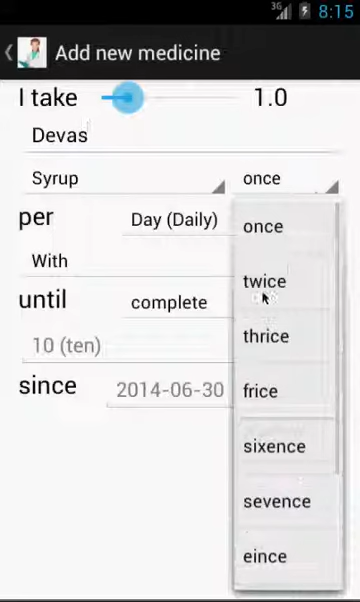 3G 8:15
Add new medicine
I take 1.0
Devas
Syrup once
per Day (Daily)
With
until complete
10 (ten)
since 2014-06-30
once
twice
thrice
frice
sixence
sevence
eince